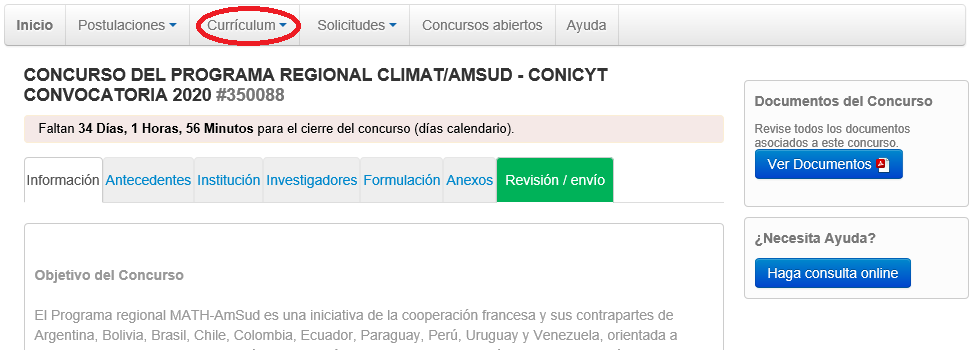 Inicio Postulaciones Currículum Solicitudes Concursos abiertos Ayuda
CONCURSO DEL PROGRAMA REGIONAL CLIMAT/AMSUD - CONICYT
CONVOCATORIA 2020 #350088
Faltan 34 Días, 1 Horas, 56 Minutos para el cierre del concurso (días calendario).
Información Antecedentes Institución Investigadores Formulación Anexos Revisión / envío
Objetivo del Concurso
El Programa regional MATH-AmSud es una iniciativa de la cooperación francesa y sus contrapartes de
Argentina, Bolivia, Brasil, Chile, Colombia, Ecuador, Paraguay, Perú, Uruguay y Venezuela, orientada a
Documentos del Concurso
Revise todos los documentos
asociados a este concurso.
Ver Documentos
¿Necesita Ayuda?
Haga consulta online